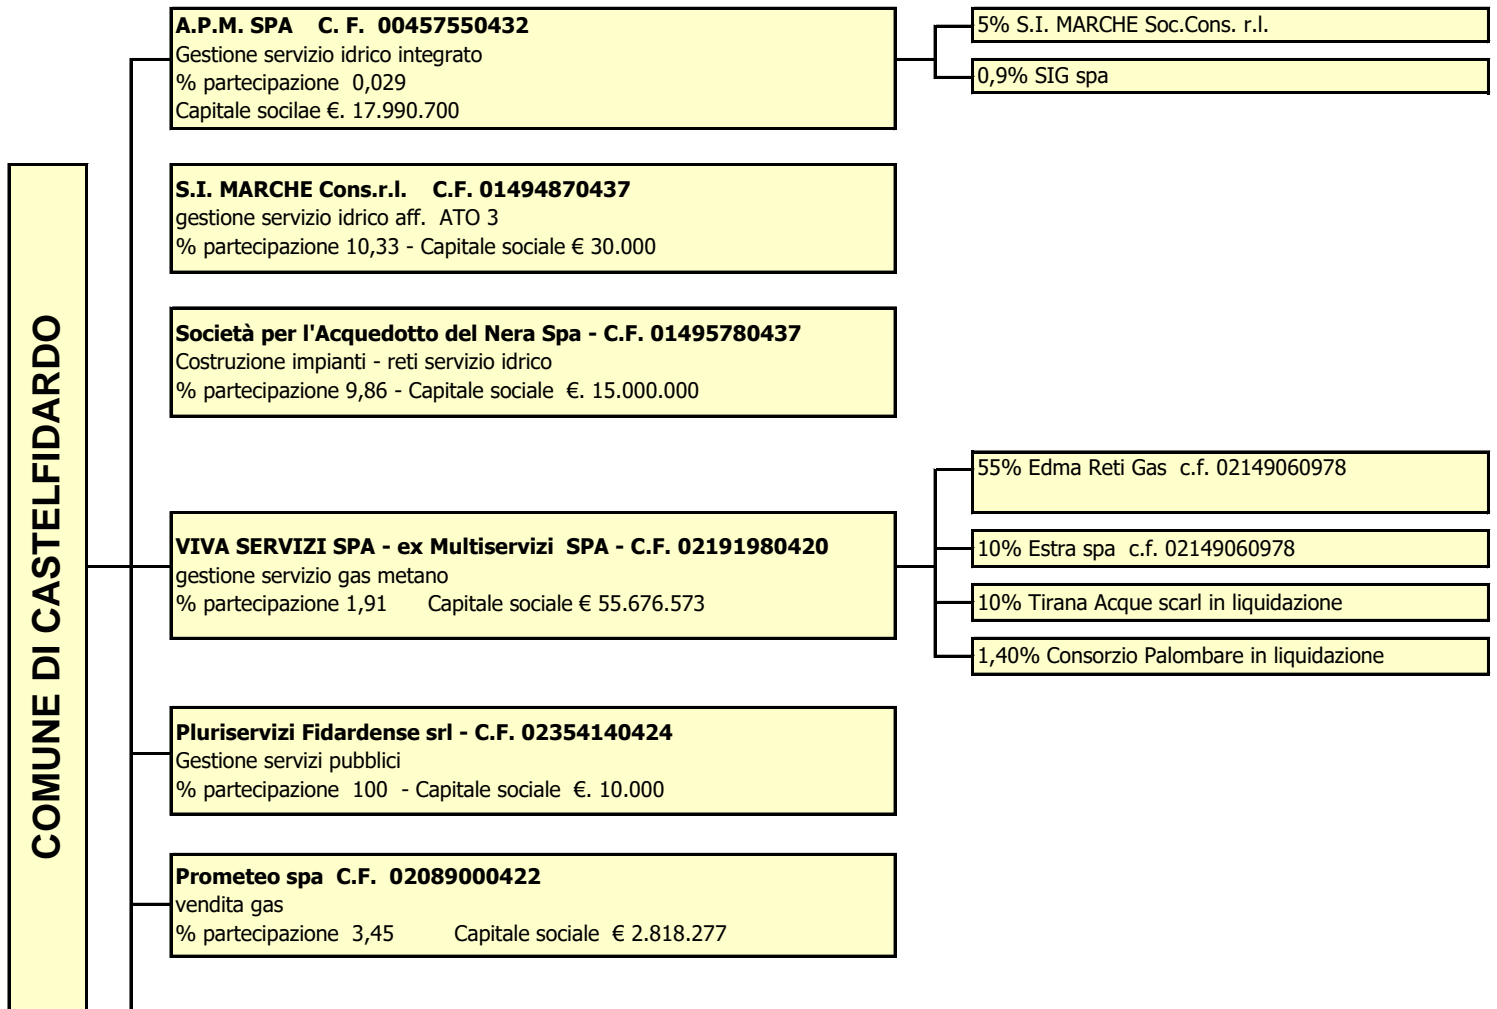 A.P.M. SPA C. F. 00457550432
Gestione servizio idrico integrato
% partecipazione 0,029
Capitale socilae €. 17.990.700
5% S.I. MARCHE Soc.Cons. r.l.
0,9% SIG spa
S.I. MARCHE Cons.r.l. C.F. 01494870437
gestione servizio idrico aff. ATO 3
% partecipazione 10,33 - Capitale sociale € 30.000
Società per l'Acquedotto del Nera Spa - C.F. 01495780437
Costruzione impianti - reti servizio idrico
% partecipazione 9,86 - Capitale sociale €. 15.000.000
COMUNE DI CASTELFIDARDO
VIVA SERVIZI SPA - ex Multiservizi SPA - C.F. 02191980420
gestione servizio gas metano
% partecipazione 1,91 Capitale sociale € 55.676.573
55% Edma Reti Gas c.f. 02149060978
10% Estra spa c.f. 02149060978
10% Tirana Acque scarl in liquidazione
1,40% Consorzio Palombare in liquidazione
Pluriservizi Fidardense srl - C.F. 02354140424
Gestione servizi pubblici
% partecipazione 100 - Capitale sociale €. 10.000
Prometeo spa C.F. 02089000422
vendita gas
% partecipazione 3,45 Capitale sociale € 2.818.277